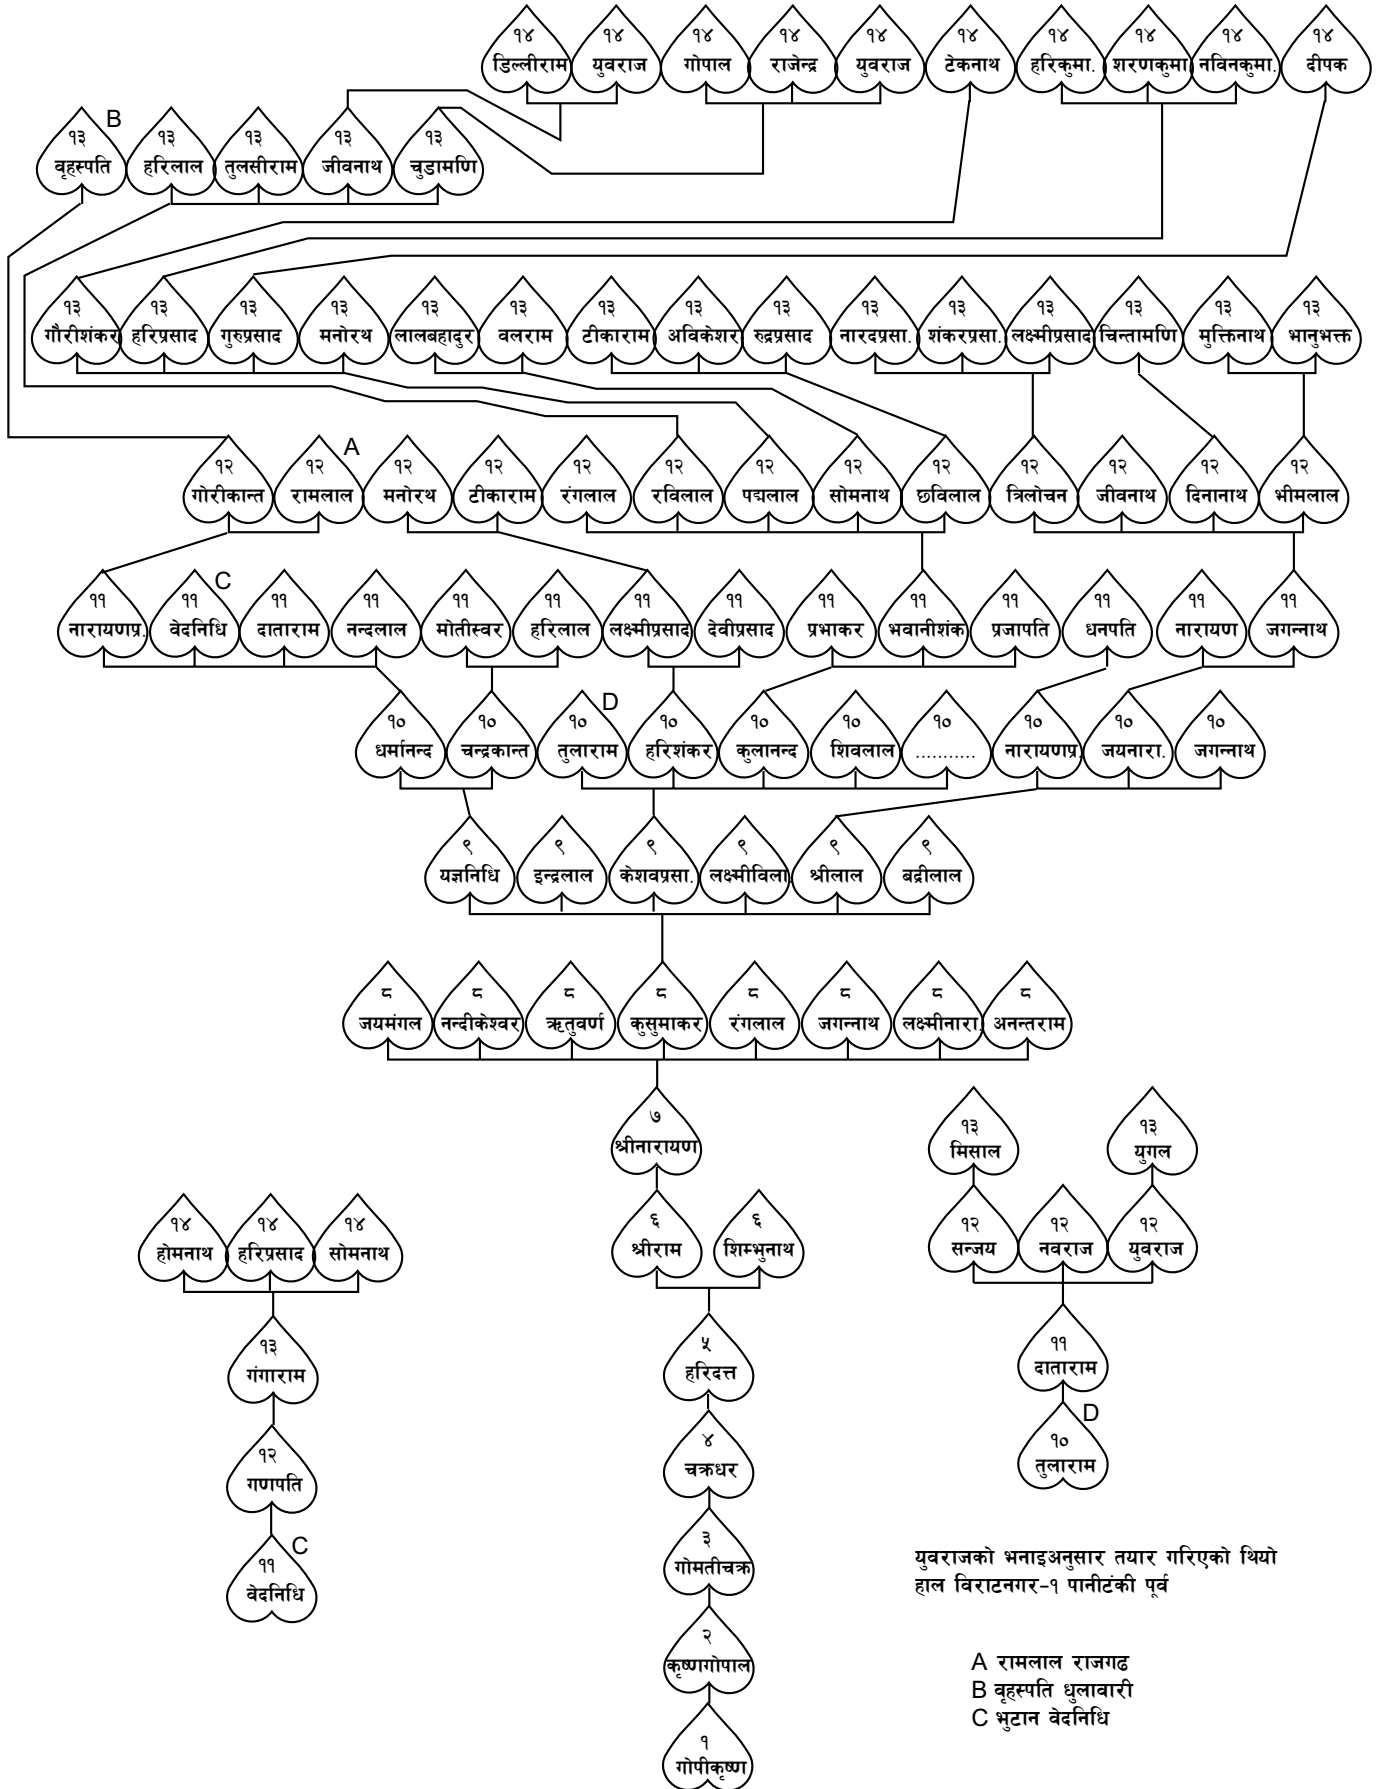 १४ १४ १४ १४ १४ १४ १४ १४ १४ १४
डिल्लीराम युवराज गोपाल राजेन्द्र युवराज टेकनाथ हरिकुमा. शरणकुमा नविनकुमा. दीपक
B
१३ १३ १३ १३ १३
वृहस्पति हरिलाल तुलसीराम जीवनाथ चुडामणि
१३ १३ १३ १३ १३ १३ १३ १३ १३ १३ १३ १३ १३ १३ १३
गौरीशंकर हरिप्रसाद गुरुप्रसाद मनोरथ लालबहादुर वलराम टीकाराम अविकेशर रुद्रप्रसाद नारदप्रसा. शंकरप्रसा. लक्ष्मीप्रसाद चिन्तामणि मुक्तिनाथ भानुभक्त
A
१२ १२ १२ १२ १२ १२ १२ १२ १२ १२ १२ १२ १२
गोरीकान्त रामलाल मनोरथ टीकाराम रंगलाल रविलाल पद्मलाल सोमनाथ छविलाल त्रिलोचन जीवनाथ दिनानाथ भीमलाल
C
११ ११ ११ ११ ११ ११ ११ ११ ११ ११ ११ ११ ११ ११
नारायणप्र. वेदनिधि दाताराम नन्दलाल मोतीस्वर हरिलाल लक्ष्मीप्रसाद देवीप्रसाद प्रभाकर भवानीशंक प्रजापति धनपति नारायण जगन्नाथ
D
१० १० १० १० १० १० १० १० १० १०
धर्मानन्द चन्द्रकान्त तुलाराम हरिशंकर कुलानन्द शिवलाल ........... नारायणप्र. जयनारा. जगन्नाथ
९ ९ ९ ९ ९ ९
यज्ञनिधि इन्द्रलाल केशवप्रसा. लक्ष्मीविला श्रीलाल बद्रीलाल
८ ८ ८ ८ ८ ८ ८ ८
जयमंगल नन्दीकेश्वर ऋतुवर्ण कुसुमाकर रंगलाल जगन्नाथ लक्ष्मीनारा. अनन्तराम
७
श्रीनारायण
६ ६
श्रीराम शिम्भुनाथ
५
हरिदत्त
४
चक्रधर
३
गोमतीचक्र
२
कृष्णगोपाल
१
गोपीकृष्ण
१४ १४ १४
होमनाथ हरिप्रसाद सोमनाथ
१३
गंगाराम
१२
गणपति
C
११
वेदनिधि
१३ १३
मिसाल युगल
१२ १२ १२
सन्जय नवराज युवराज
११
दाताराम
D
१०
तुलाराम
युवराजको भनाइअनुसार तयार गरिएको थियो
हाल विराटनगर-१ पानीटंकी पूर्व
A रामलाल राजगढ
B वृहस्पति धुलावारी
C भुटान वेदनिधि